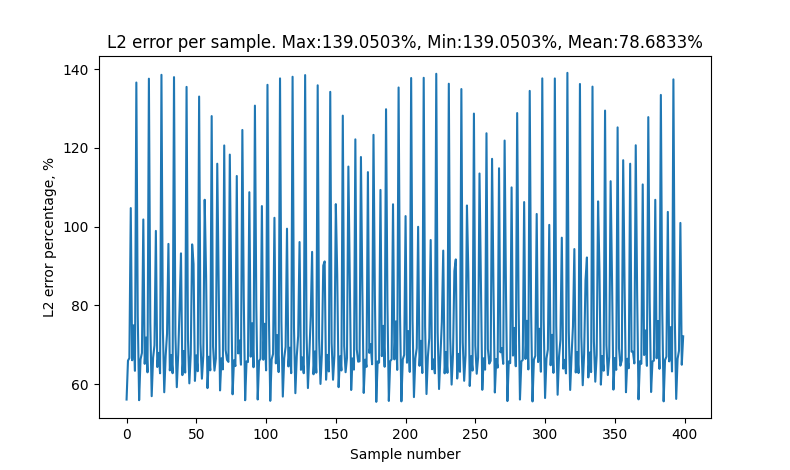 L2 error per sample. Max:139.0503%, Min:139.0503%, Mean:78.6833%
140
120
100
80
60
L2 error percentage, %
0 50 100 150 200 250 300 350 400
Sample number